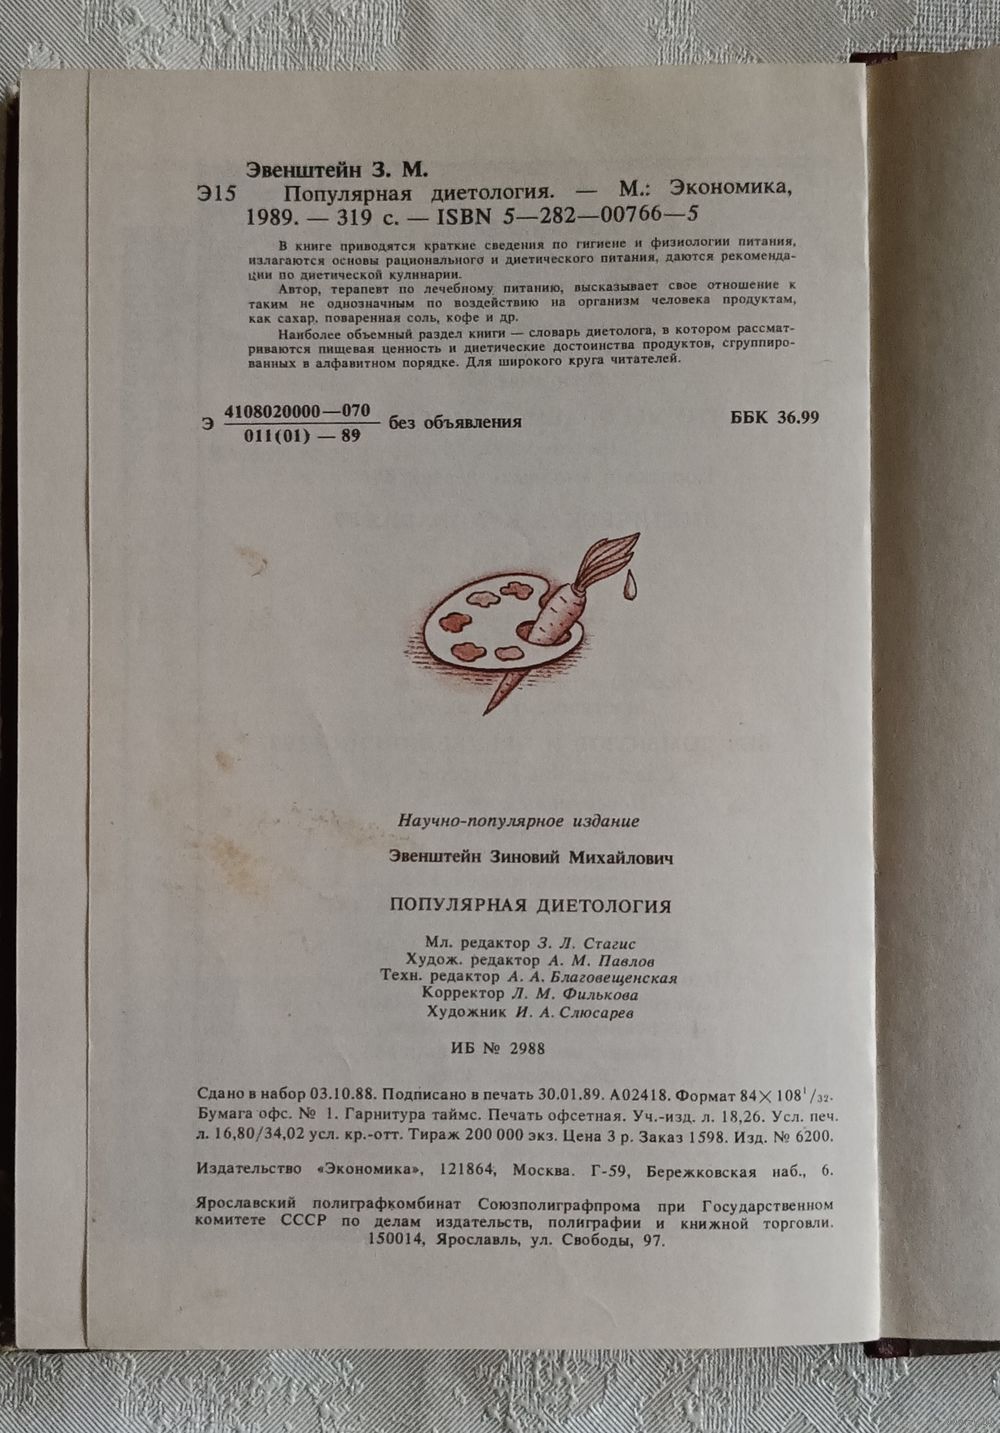 Эвенштейн З. М.
Э15 Популярная диетология. — М.: Экономика,
1989. — 319 с. — ISBN 5—282—00766—5
В книге приводятся краткие сведения по гигиене и физиологии питания,
излагаются основы рационального и диетического питания, даются рекоменда-
ции по диетической кулинарии.
Автор, терапевт по лечебному питанию, высказывает свое отношение к
таким не однозначным по воздействию на организм человека продуктам,
как сахар, поваренная соль, кофе и др.
Наиболее объемный раздел книги — словарь диетолога, в котором рассмат-
риваются пищевая ценность и диетические достоинства продуктов, сгруппиро-
ванных в алфавитном порядке. Для широкого круга читателей.
Э 4108020000—070 / 011(01) — 89 без объявления ББК 36.99
Научно-популярное издание
Эвенштейн Зиновий Михайлович
ПОПУЛЯРНАЯ ДИЕТОЛОГИЯ
Мл. редактор З. Л. Стагис
Худож. редактор А. М. Павлов
Техн. редактор А. А. Благовещенская
Корректор Л. М. Филькова
Художник И. А. Слюсарев
ИБ № 2988
Сдано в набор 03.10.88. Подписано в печать 30.01.89. А02418. Формат 84×108¹/₃₂.
Бумага офс. № 1. Гарнитура таймс. Печать офсетная. Уч.-изд. л. 18,26. Усл. печ.
л. 16,80/34,02 усл. кр.-отт. Тираж 200 000 экз. Цена 3 р. Заказ 1598. Изд. № 6200.
Издательство «Экономика», 121864, Москва. Г-59, Бережковская наб., 6.
Ярославский полиграфкомбинат Союзполиграфпрома при Государственном
комитете СССР по делам издательств, полиграфии и книжной торговли.
150014, Ярославль, ул. Свободы, 97.